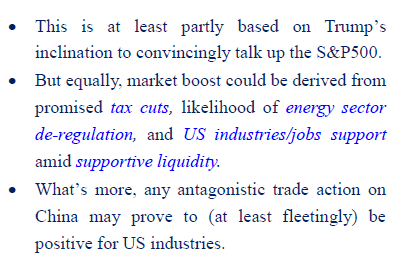 • This is at least partly based on Trump's
inclination to convincingly talk up the S&P500.
• But equally, market boost could be derived from
promised tax cuts, likelihood of energy sector
de-regulation, and US industries/jobs support
amid supportive liquidity.
• What's more, any antagonistic trade action on
China may prove to (at least fleetingly) be
positive for US industries.